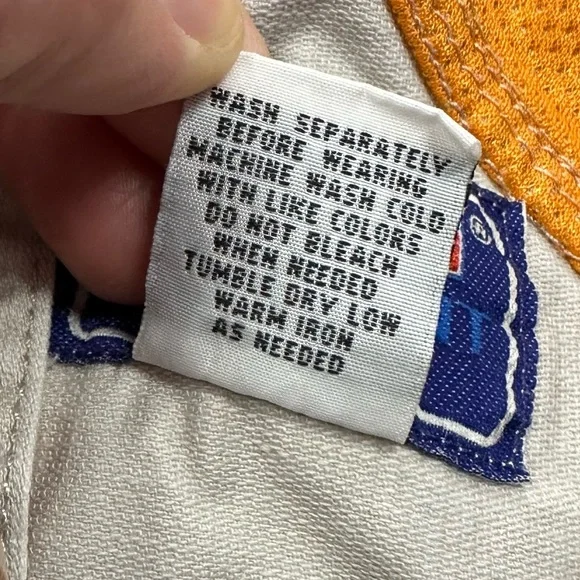 WASH SEPARATELY
BEFORE WEARING
MACHINE WASH COLD
WITH LIKE COLORS
DO NOT BLEACH
WHEN NEEDED
TUMBLE DRY LOW
WARM IRON
AS NEEDED
®